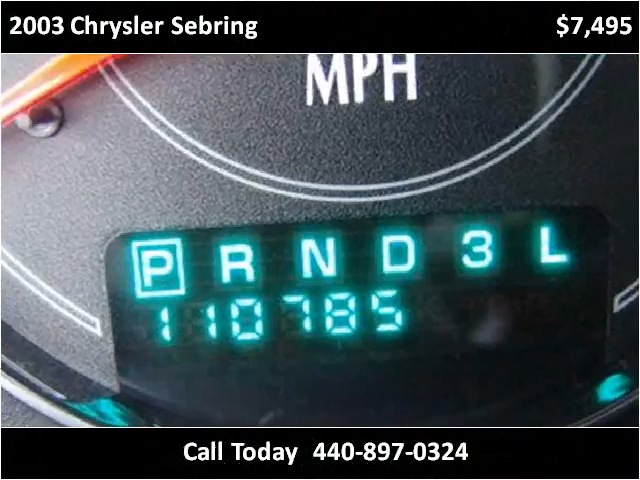 2003 Chrysler Sebring $7,495
MPH
P R N D 3 L
110785
Call Today 440-897-0324